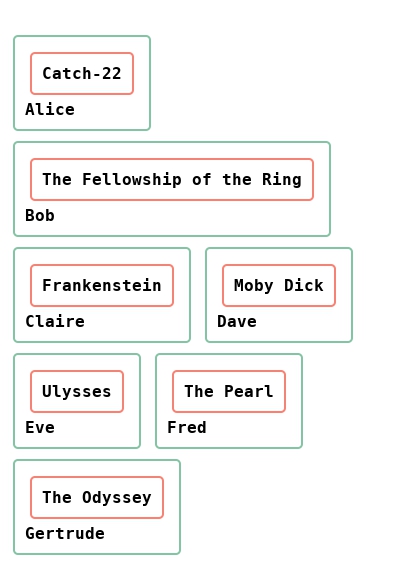 Catch-22
Alice
The Fellowship of the Ring
Bob
Frankenstein
Claire
Moby Dick
Dave
Ulysses
Eve
The Pearl
Fred
The Odyssey
Gertrude